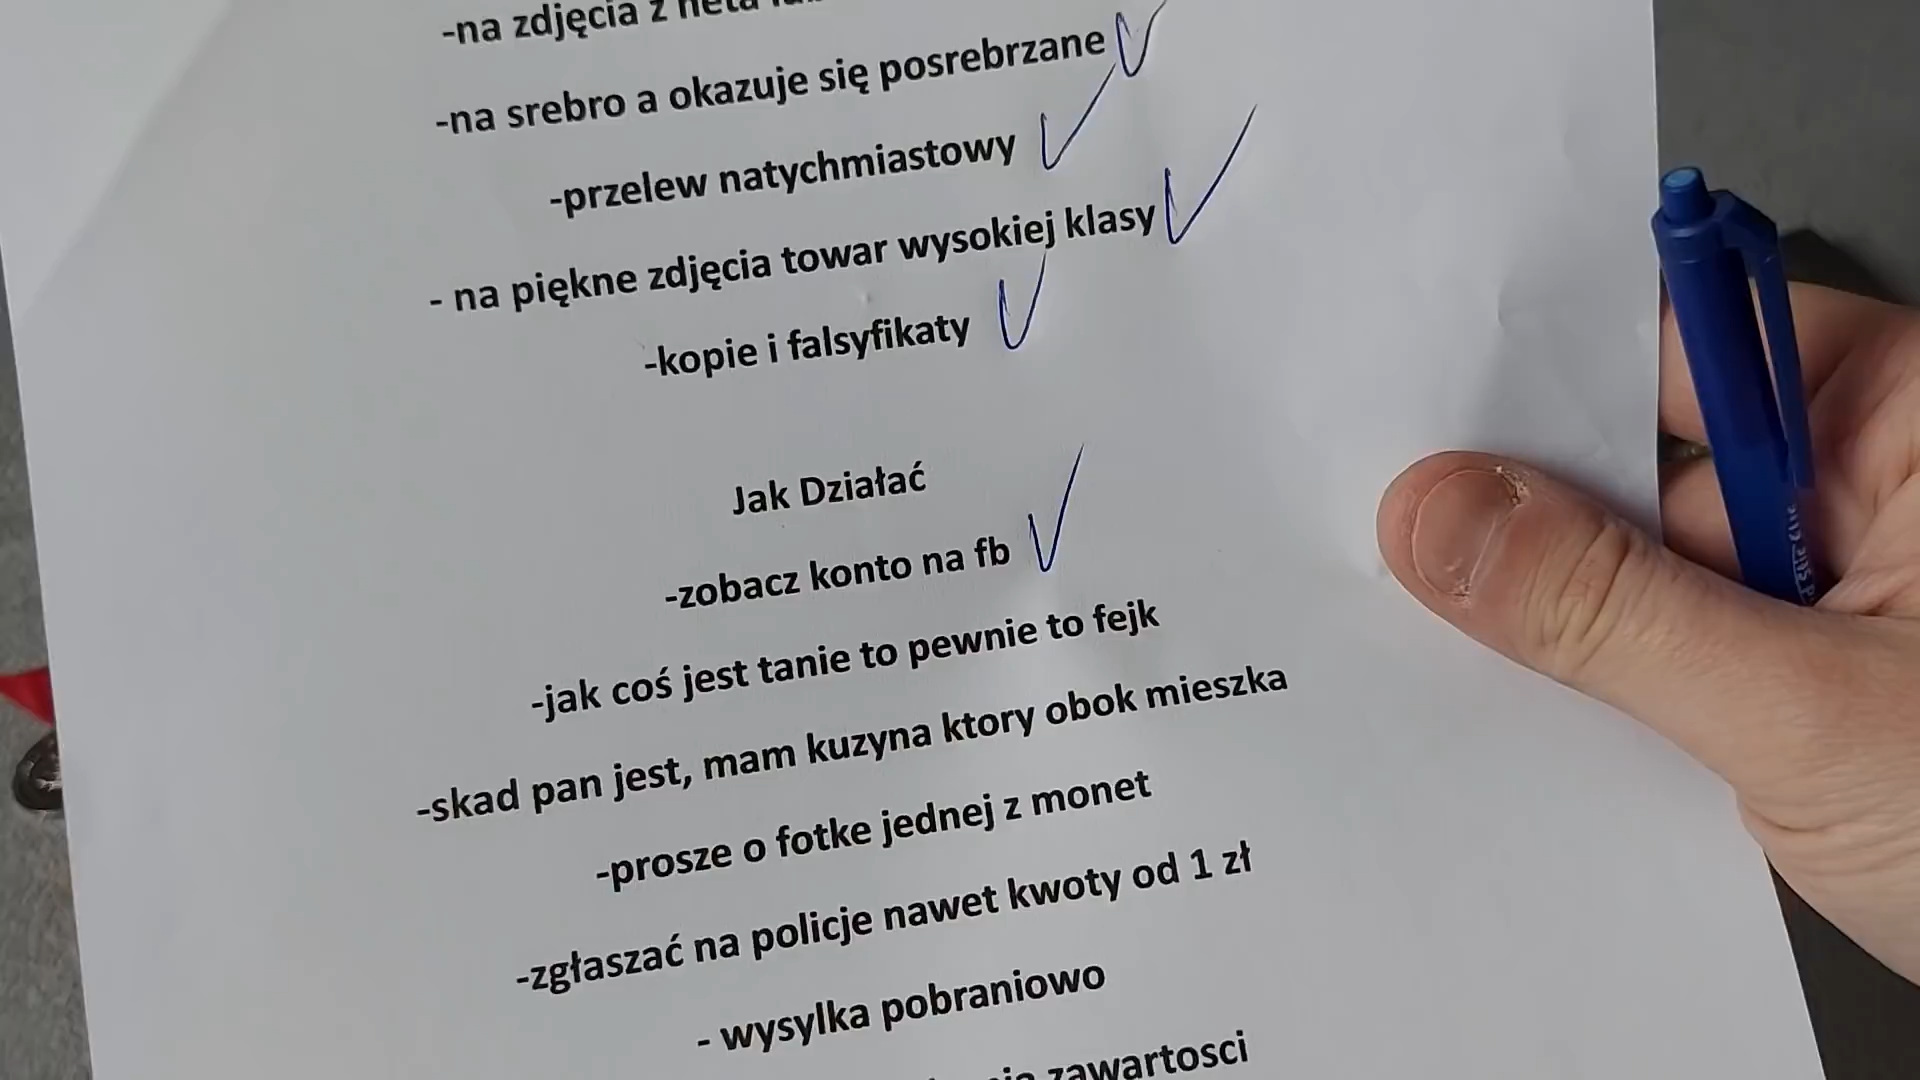 -na zdjęcia z neta
-na srebro a okazuje się posrebrzane
-przelew natychmiastowy
- na piękne zdjęcia towar wysokiej klasy
-kopie i falsyfikaty
Jak Działać
-zobacz konto na fb
-jak coś jest tanie to pewnie to fejk
-skad pan jest, mam kuzyna ktory obok mieszka
-prosze o fotke jednej z monet
-zgłaszać na policje nawet kwoty od 1 zł
- wysylka pobraniowo
zawartosci